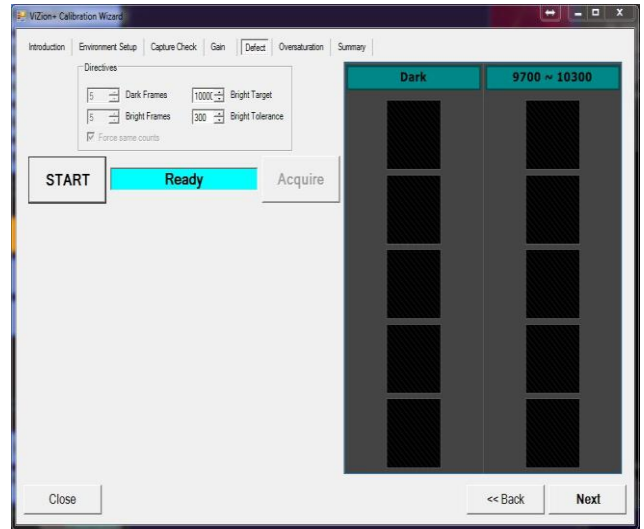 ViZion+ Calibration Wizard
Introduction Environment Setup Capture Check Gain Defect Oversaturation Summary
Directives
5 Dark Frames 1000 Bright Target
5 Bright Frames 300 Bright Tolerance
Force same counts
START Ready Acquire
Dark 9700 ~ 10300
Close << Back Next